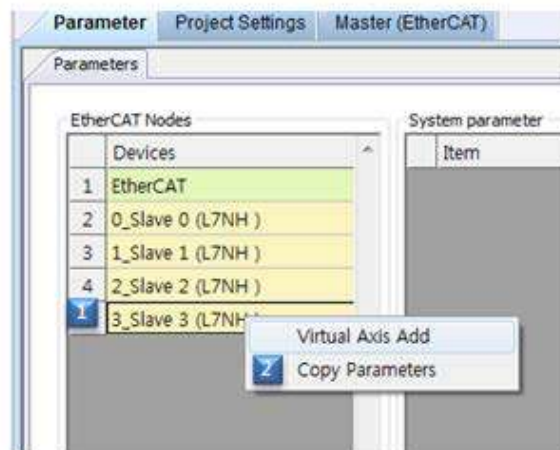 Parameter Project Settings Master (EtherCAT)
Parameters
EtherCAT Nodes System parameter
Devices Item
1 EtherCAT
2 0_Slave 0 (L7NH )
3 1_Slave 1 (L7NH )
4 2_Slave 2 (L7NH )
1 3_Slave 3 (L7NH
Virtual Axis Add
2 Copy Parameters